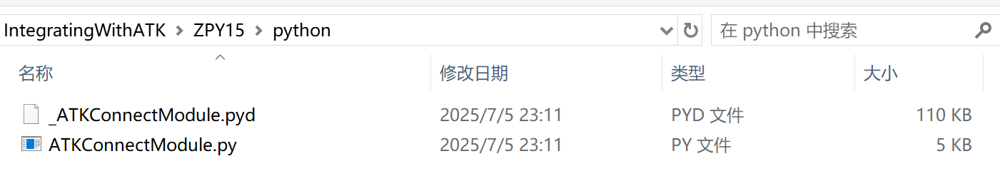 IntegratingWithATK > ZPY15 > python 在 python 中搜索
名称 修改日期 类型 大小
_ATKConnectModule.pyd 2025/7/5 23:11 PYD 文件 110 KB
ATKConnectModule.py 2025/7/5 23:11 PY 文件 5 KB